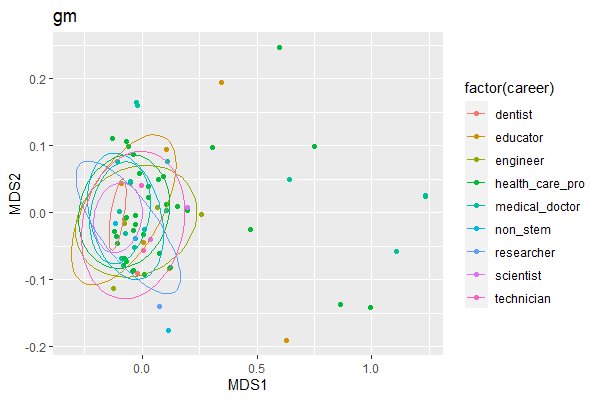 gm
factor(career)
dentist
educator
engineer
health_care_pro
medical_doctor
non_stem
researcher
scientist
technician
MDS2
0.2
0.1
0.0
-0.1
-0.2
0.0 0.5 1.0
MDS1